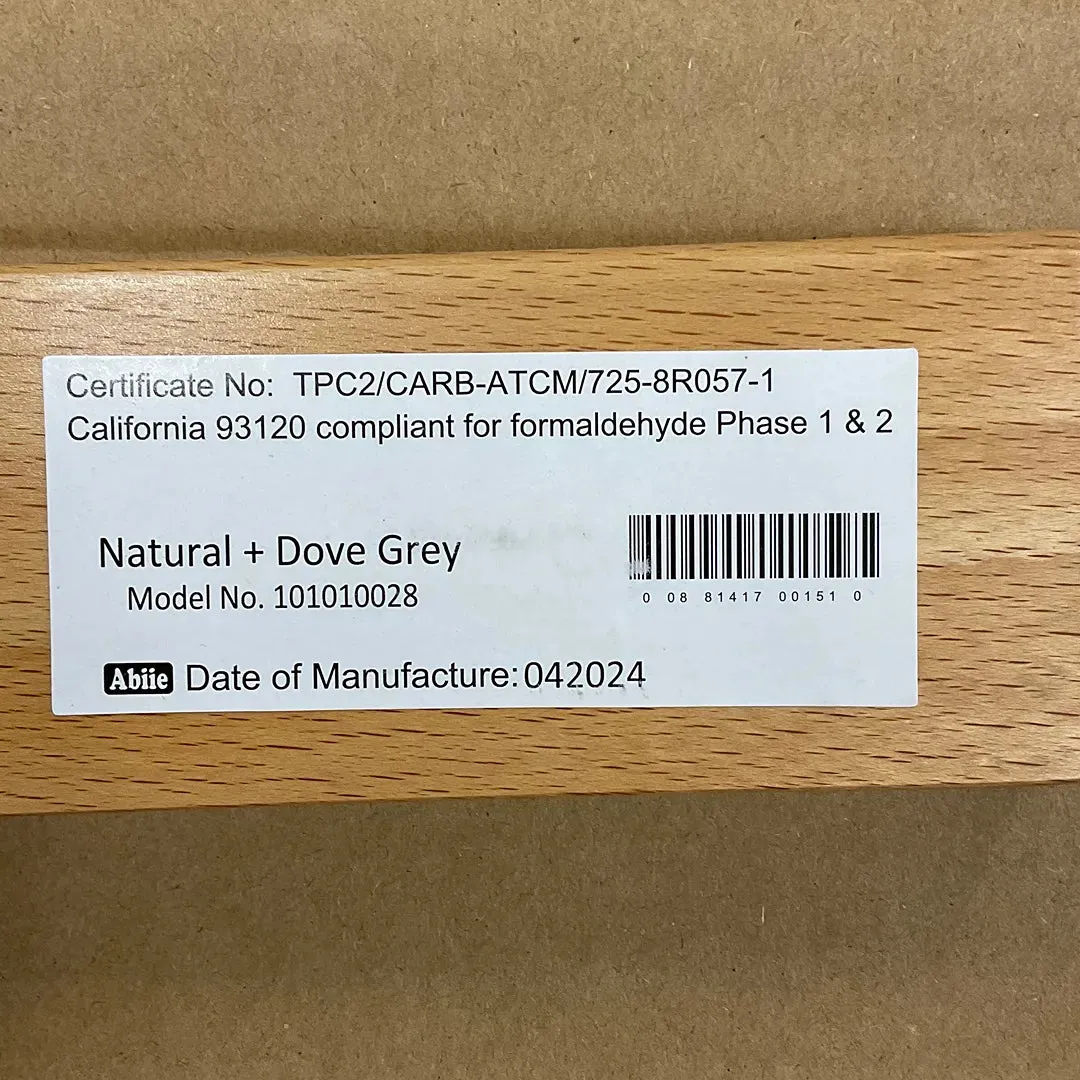 Certificate No: TPC2/CARB-ATCM/725-8R057-1
California 93120 compliant for formaldehyde Phase 1 & 2
Natural + Dove Grey
Model No. 101010028
0 08 81417 00151 0
Abiie Date of Manufacture:042024